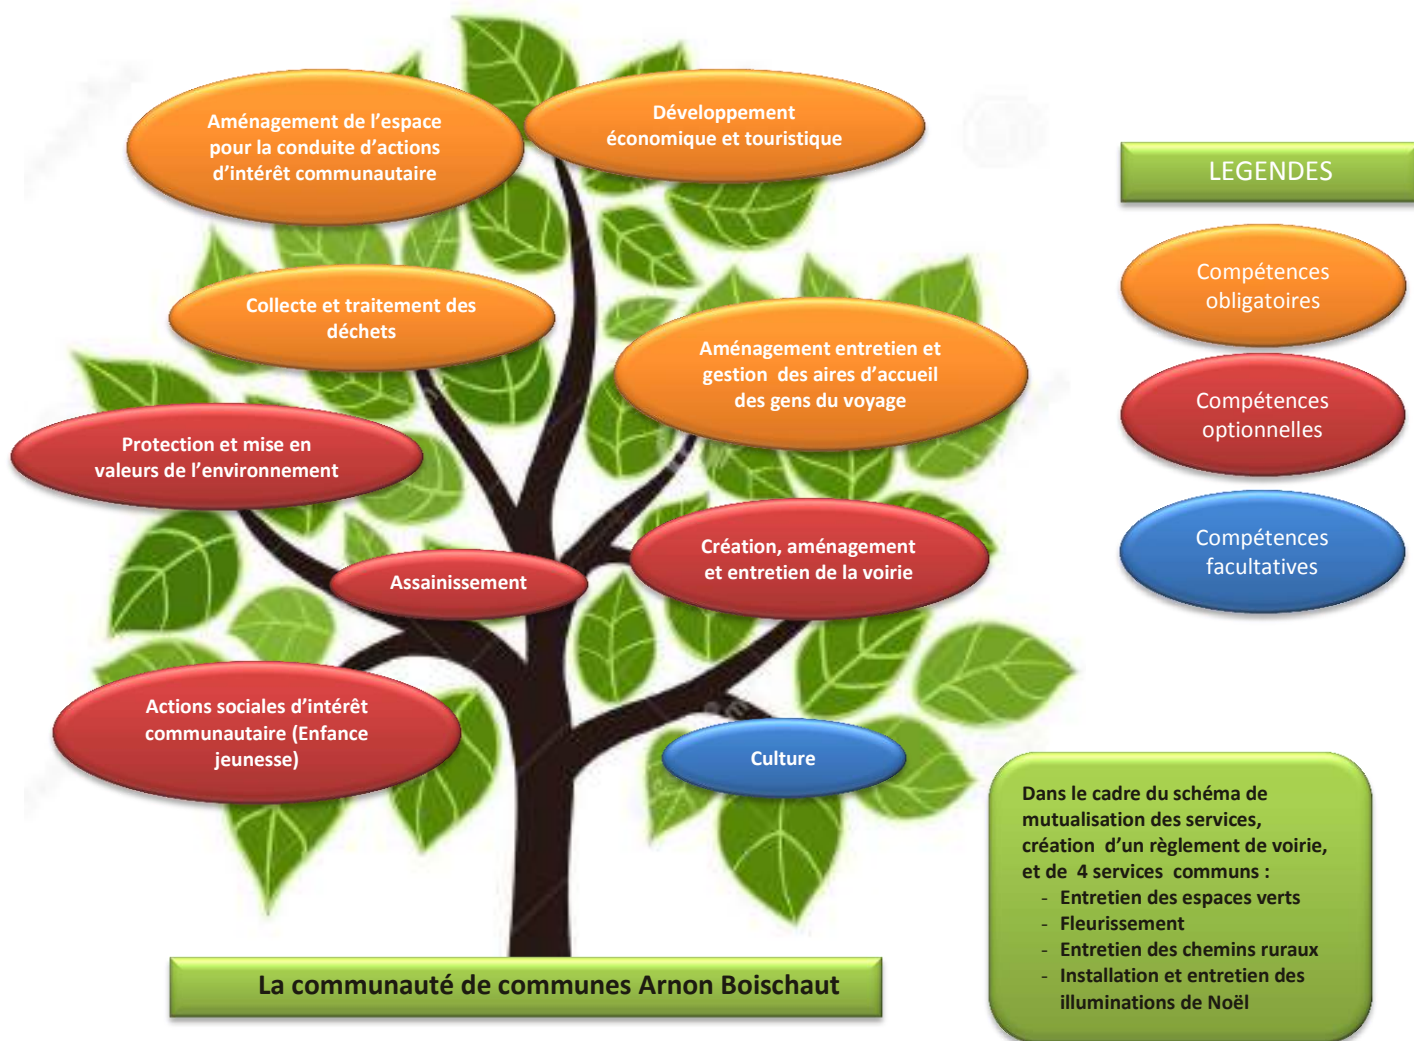 Aménagement de l'espace
pour la conduite d'actions
d'intérêt communautaire
Développement
économique et touristique
LEGENDES
Compétences
obligatoires
Collecte et traitement des
déchets
Aménagement entretien et
gestion  des aires d'accueil
des gens du voyage
Compétences
optionnelles
Protection et mise en
valeurs de l'environnement
Création, aménagement
et entretien de la voirie
Compétences
facultatives
Assainissement
Actions sociales d'intérêt
communautaire (Enfance
jeunesse)
Culture
Dans le cadre du schéma de
mutualisation des services,
création  d'un règlement de voirie,
et de  4 services  communs :
- Entretien des espaces verts
- Fleurissement
- Entretien des chemins ruraux
- Installation et entretien des
illuminations de Noël
La communauté de communes Arnon Boischaut